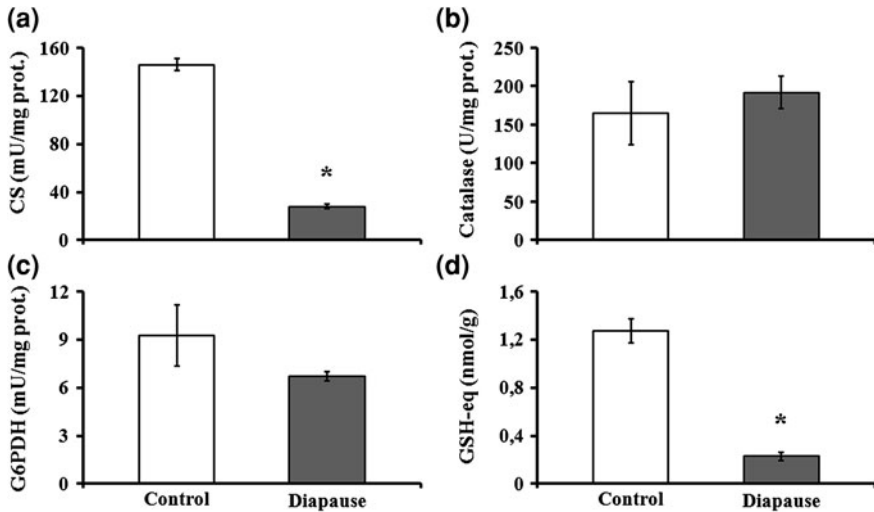 (a)
CS (mU/mg prot.)
160
120
80
40
0
*
(b)
Catalase (U/mg prot.)
250
200
150
100
50
0
(c)
G6PDH (mU/mg prot.)
12
9
6
3
0
Control
Diapause
(d)
GSH-eq (nmol/g)
1,6
1,2
0,8
0,4
0
*
Control
Diapause